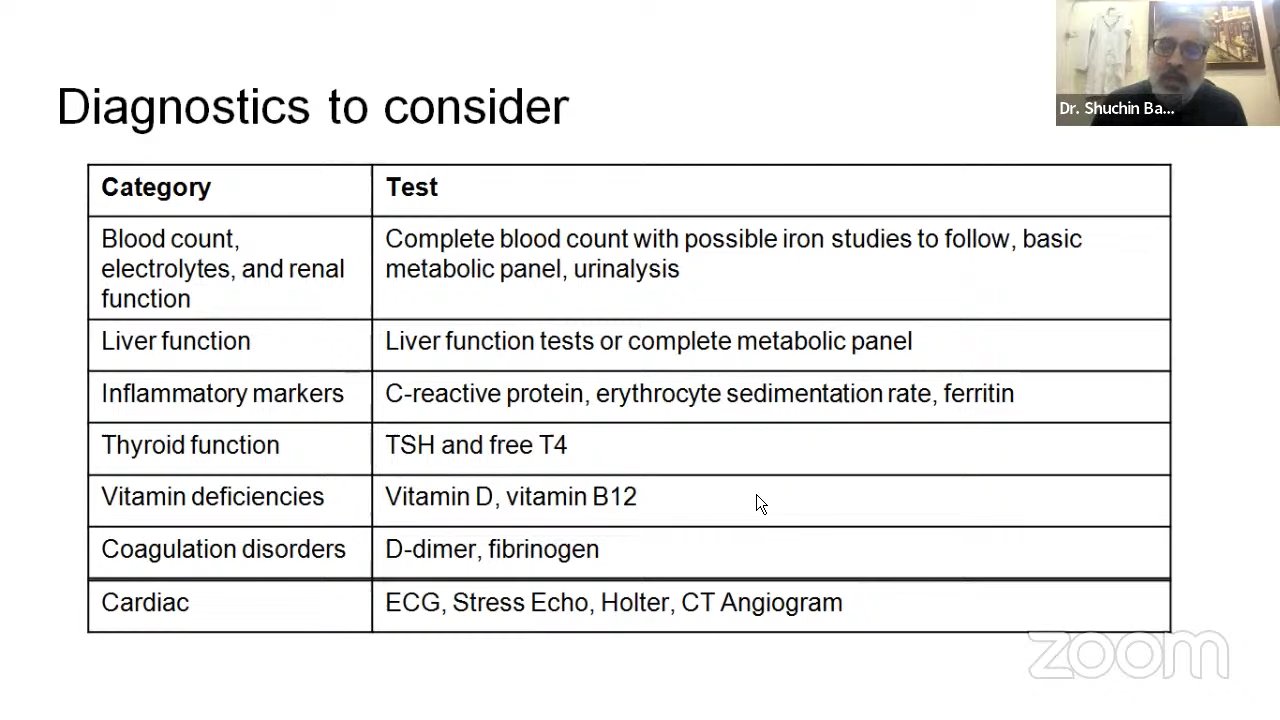 Diagnostics to consider
Dr. Shuchin Ba...
Category
Test
Blood count,
electrolytes, and renal
function
Complete blood count with possible iron studies to follow, basic
metabolic panel, urinalysis
Liver function
Liver function tests or complete metabolic panel
Inflammatory markers
C-reactive protein, erythrocyte sedimentation rate, ferritin
Thyroid function
TSH and free T4
Vitamin deficiencies
Vitamin D, vitamin B12
Coagulation disorders
D-dimer, fibrinogen
Cardiac
ECG, Stress Echo, Holter, CT Angiogram
zoom